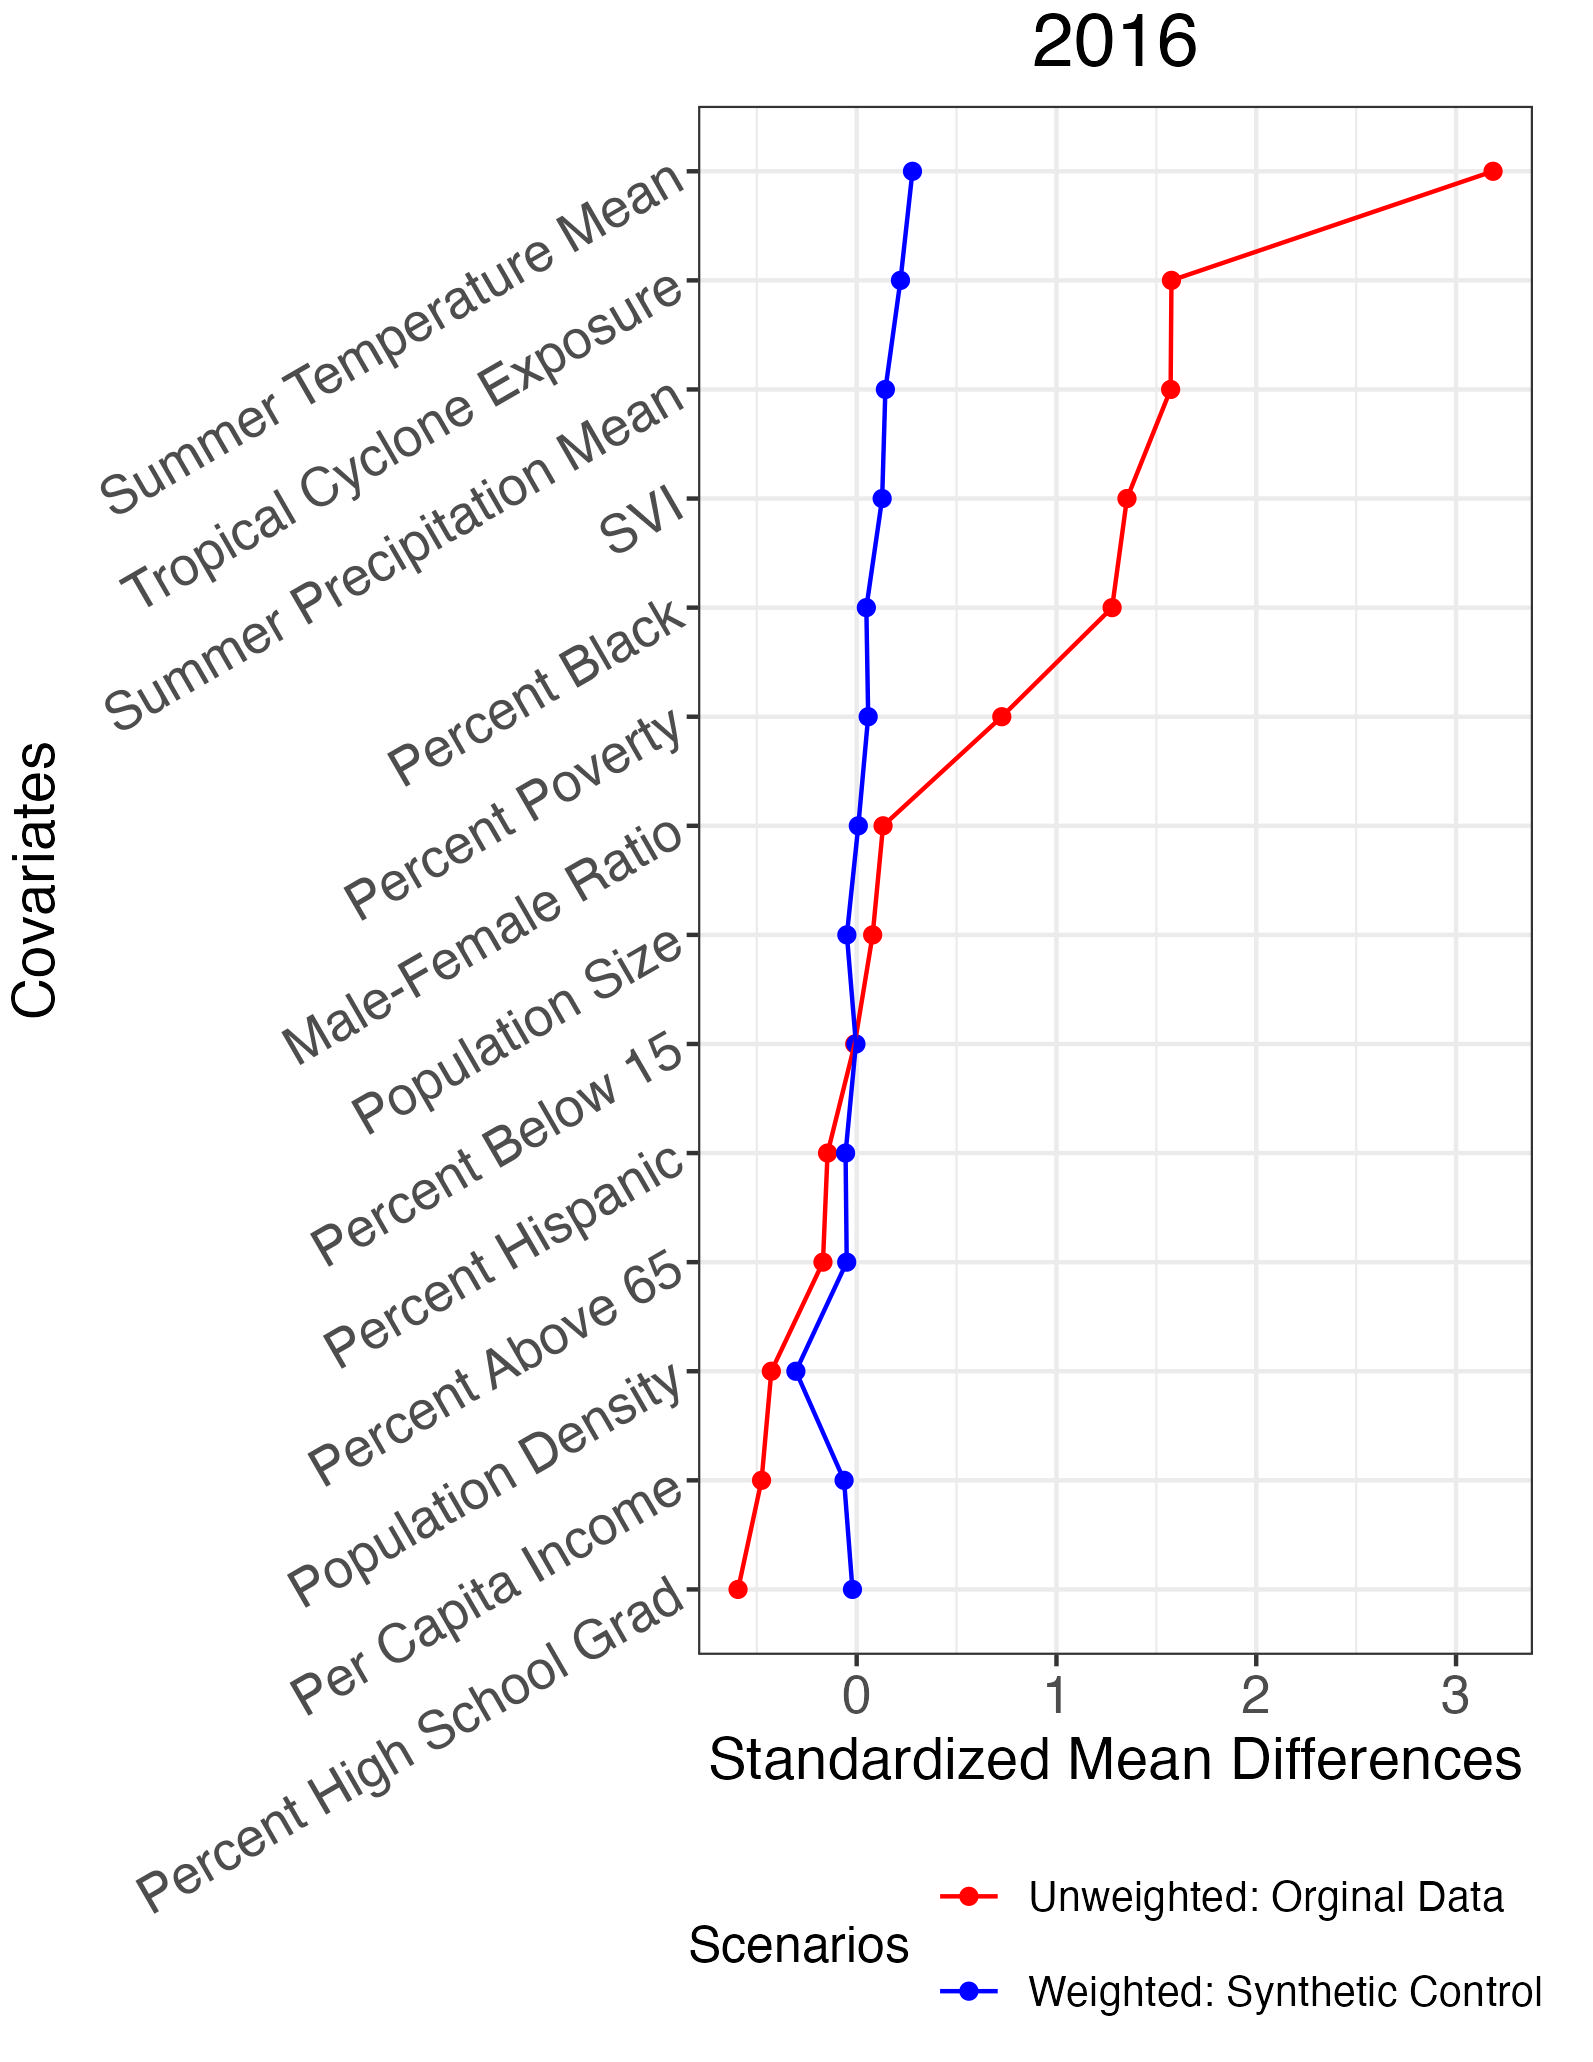 2016
Summer Temperature Mean
Tropical Cyclone Exposure
Summer Precipitation Mean
SVI
Percent Black
Percent Poverty
Male-Female Ratio
Population Size
Percent Below 15
Percent Hispanic
Percent Above 65
Population Density
Per Capita Income
Percent High School Grad
Covariates
0 1 2 3
Standardized Mean Differences
Scenarios
Unweighted: Orginal Data
Weighted: Synthetic Control